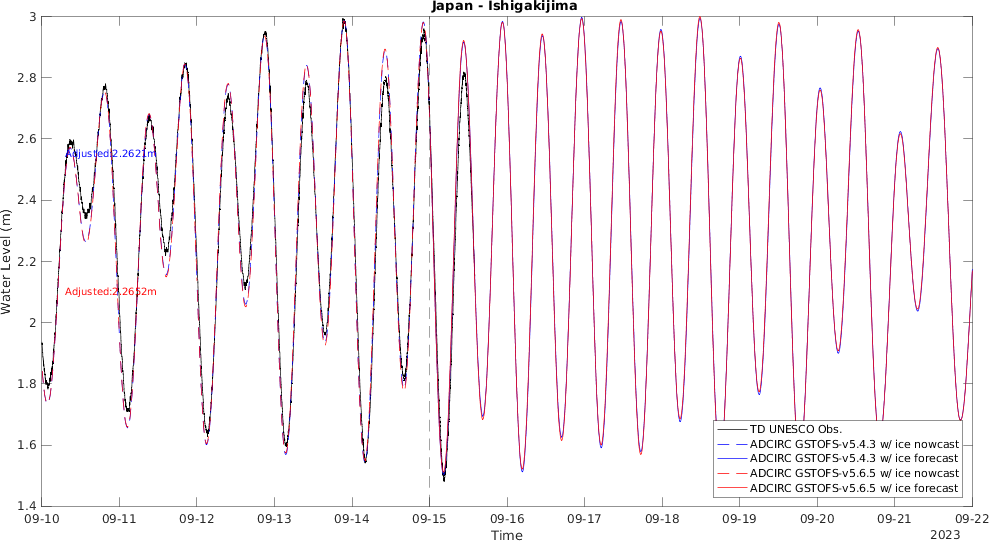 Japan - Ishigakijima
3
2.8
2.6
2.4
2.2
2
1.8
1.6
1.4
Water Level (m)
Adjusted:2.2621m
Adjusted:2.2652m
TD UNESCO Obs.
ADCIRC GSTOFS-v5.4.3 w/ ice nowcast
ADCIRC GSTOFS-v5.4.3 w/ ice forecast
ADCIRC GSTOFS-v5.6.5 w/ ice nowcast
ADCIRC GSTOFS-v5.6.5 w/ ice forecast
09-10 09-11 09-12 09-13 09-14 09-15 09-16 09-17 09-18 09-19 09-20 09-21 09-22
Time
2023